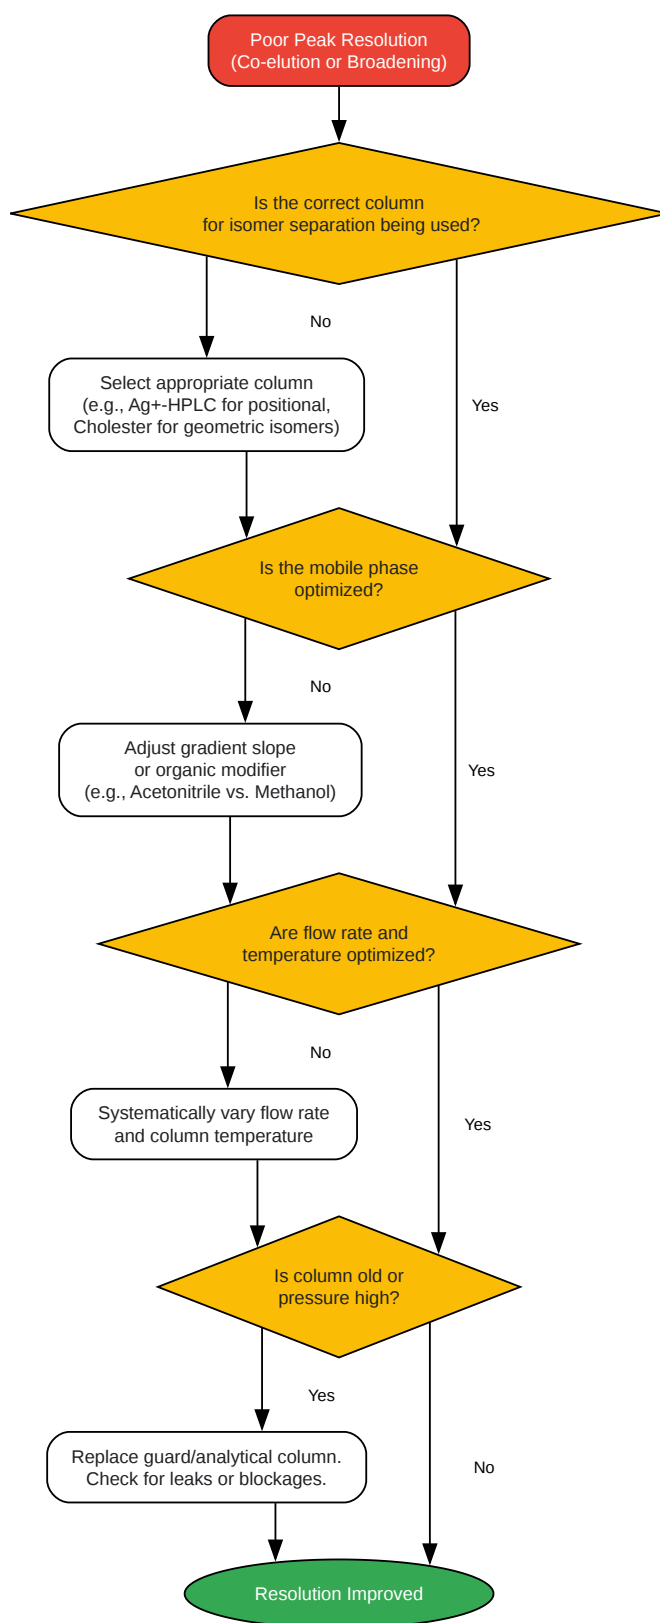 Poor Peak Resolution
(Co-elution or Broadening)
Is the correct column
for isomer separation being used?
No
Select appropriate column
(e.g., Ag+-HPLC for positional,
Cholester for geometric isomers)
Yes
Is the mobile phase
optimized?
No
Adjust gradient slope
or organic modifier
(e.g., Acetonitrile vs. Methanol)
Yes
Are flow rate and
temperature optimized?
No
Systematically vary flow rate
and column temperature
Yes
Is column old or
pressure high?
Yes
Replace guard/analytical column.
Check for leaks or blockages.
No
Resolution Improved